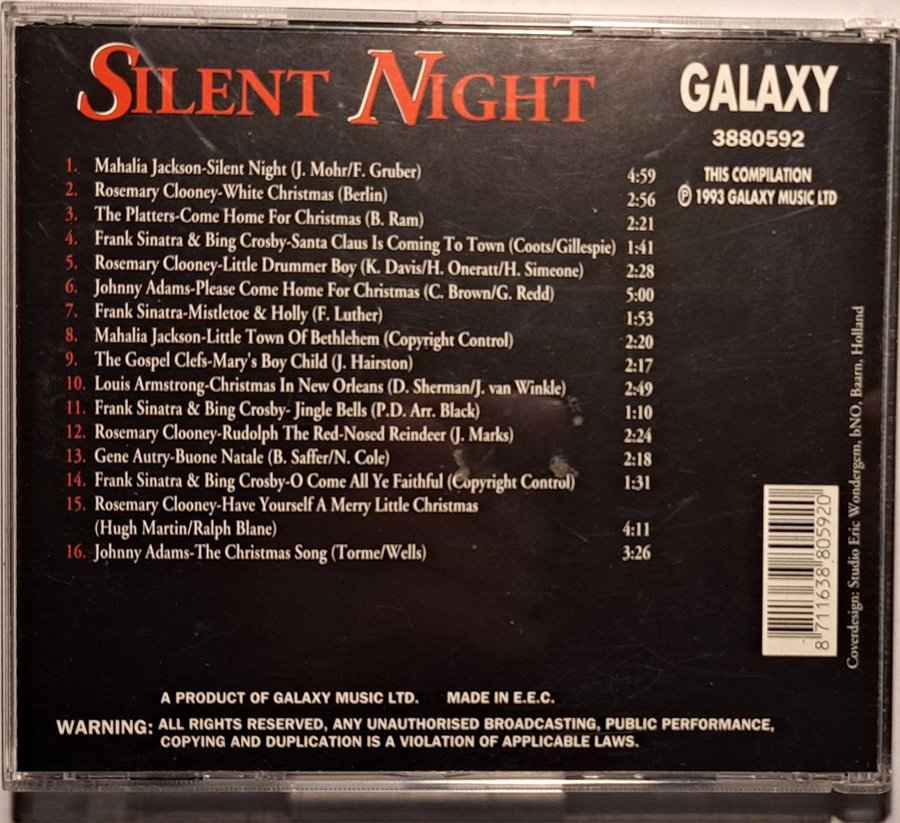 SILENT NIGHT
GALAXY
3880592
THIS COMPILATION
℗ 1993 GALAXY MUSIC LTD
1. Mahalia Jackson-Silent Night (J. Mohr/F. Gruber) 4:59
2. Rosemary Clooney-White Christmas (Berlin) 2:56
3. The Platters-Come Home For Christmas (B. Ram) 2:21
4. Frank Sinatra & Bing Crosby-Santa Claus Is Coming To Town (Coots/Gillespie) 1:41
5. Rosemary Clooney-Little Drummer Boy (K. Davis/H. Oneratt/H. Simeone) 2:28
6. Johnny Adams-Please Come Home For Christmas (C. Brown/G. Redd) 5:00
7. Frank Sinatra-Mistletoe & Holly (F. Luther) 1:53
8. Mahalia Jackson-Little Town Of Bethlehem (Copyright Control) 2:20
9. The Gospel Clefs-Mary's Boy Child (J. Hairston) 2:17
10. Louis Armstrong-Christmas In New Orleans (D. Sherman/J. van Winkle) 2:49
11. Frank Sinatra & Bing Crosby- Jingle Bells (P.D. Arr. Black) 1:10
12. Rosemary Clooney-Rudolph The Red-Nosed Reindeer (J. Marks) 2:24
13. Gene Autry-Buone Natale (B. Saffer/N. Cole) 2:18
14. Frank Sinatra & Bing Crosby-O Come All Ye Faithful (Copyright Control) 1:31
15. Rosemary Clooney-Have Yourself A Merry Little Christmas
(Hugh Martin/Ralph Blane) 4:11
16. Johnny Adams-The Christmas Song (Torme/Wells) 3:26
8 711638 805920
Coverdesign: Studio Eric Wondergem, bNO, Baarn, Holland
A PRODUCT OF GALAXY MUSIC LTD. MADE IN E.E.C.
WARNING: ALL RIGHTS RESERVED, ANY UNAUTHORISED BROADCASTING, PUBLIC PERFORMANCE,
COPYING AND DUPLICATION IS A VIOLATION OF APPLICABLE LAWS.